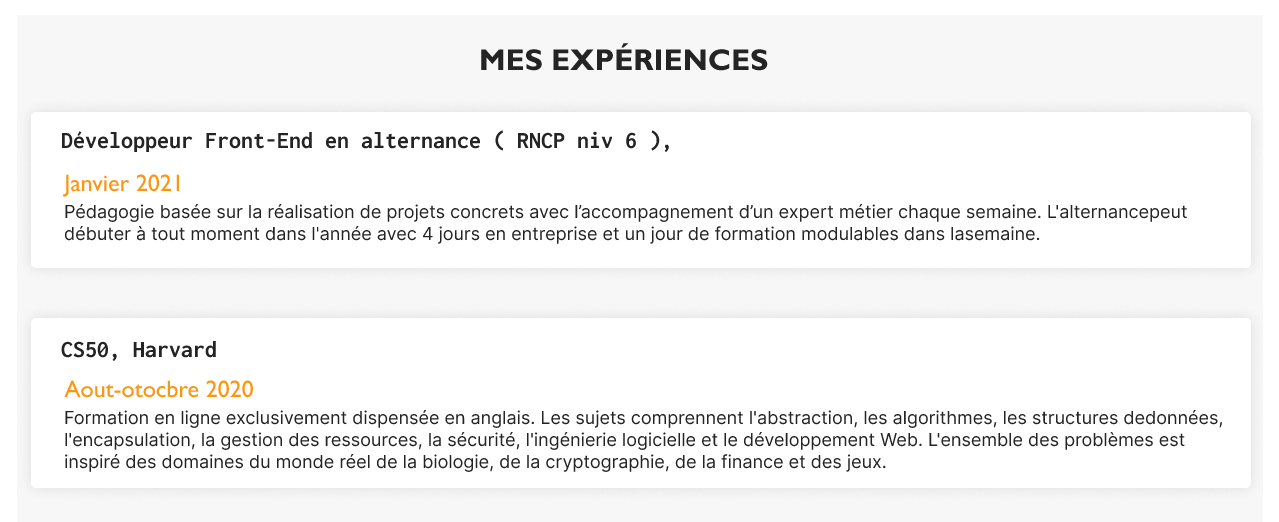 MES EXPÉRIENCES
Développeur Front-End en alternance ( RNCP niv 6 ),
Janvier 2021
Pédagogie basée sur la réalisation de projets concrets avec l’accompagnement d’un expert métier chaque semaine. L'alternancepeut
débuter à tout moment dans l'année avec 4 jours en entreprise et un jour de formation modulables dans lasemaine.
CS50, Harvard
Aout-otocbre 2020
Formation en ligne exclusivement dispensée en anglais. Les sujets comprennent l'abstraction, les algorithmes, les structures dedonnées,
l'encapsulation, la gestion des ressources, la sécurité, l'ingénierie logicielle et le développement Web. L'ensemble des problèmes est
inspiré des domaines du monde réel de la biologie, de la cryptographie, de la finance et des jeux.